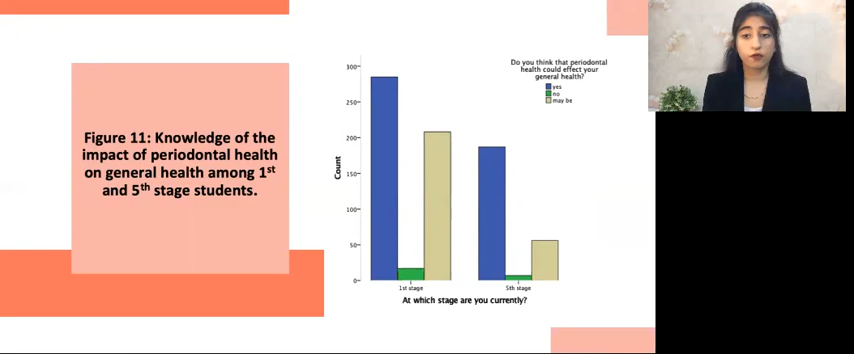 Figure 11: Knowledge of the
impact of periodontal health
on general health among 1st
and 5th stage students.
Do you think that periodontal
health could effect your
general health?
yes
no
may be
300
250
200
150
100
50
0
Count
1st stage
5th stage
At which stage are you currently?